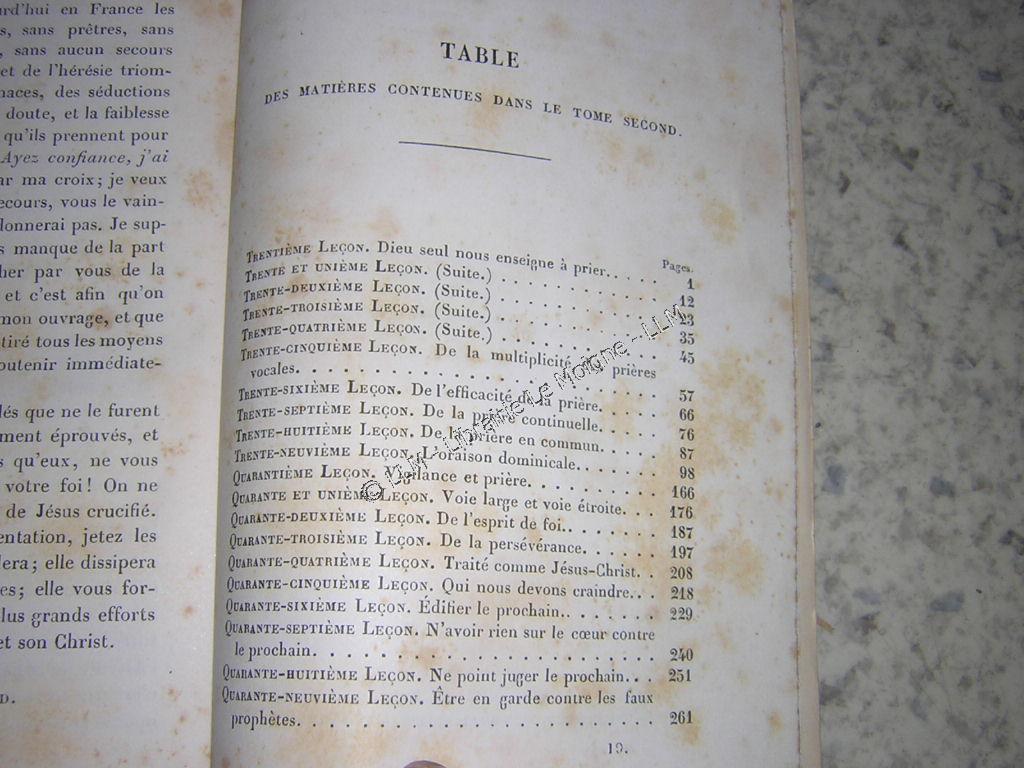 ourd'hui en France les
s, sans prêtres, sans
, sans aucun secours
et de l'hérésie triom-
naces, des séductions
doute, et la faiblesse
qu'ils prennent pour
Ayez confiance, j'ai
ar ma croix; je veux
ecours, vous le vain-
donnerai pas. Je sup-
s manque de la part
her par vous de la
et c'est afin qu'on
mon ouvrage, et que
tiré tous les moyens
outenir immédiate-
lés que ne le furent
ment éprouvés, et
s qu'eux, ne vous
votre foi! On ne
de Jésus crucifié.
entation, jetez les
lera; elle dissipera
es; elle vous for-
lus grands efforts
et son Christ.
D.
TABLE
DES MATIÈRES CONTENUES DANS LE TOME SECOND.
Pages.
TRENTIÈME LEÇON. Dieu seul nous enseigne à prier. . . . 1
TRENTE ET UNIÈME LEÇON. (Suite.) . . . . . . . . . . . 12
TRENTE-DEUXIÈME LEÇON. (Suite.) . . . . . . . . . . . 23
TRENTE-TROISIÈME LEÇON. (Suite.) . . . . . . . . . . . 35
TRENTE-QUATRIÈME LEÇON. (Suite.) . . . . . . . . . . . 45
TRENTE-CINQUIÈME LEÇON. De la multiplicité des prières
vocales. . . . . . . . . . . . . . . . . . . 57
TRENTE-SIXIÈME LEÇON. De l'efficacité de la prière. . . . 66
TRENTE-SEPTIÈME LEÇON. De la prière continuelle. . . . . 76
TRENTE-HUITIÈME LEÇON. De la prière en commun. . . . . 87
TRENTE-NEUVIÈME LEÇON. L'oraison dominicale. . . . . . 98
QUARANTIÈME LEÇON. Vigilance et prière. . . . . . . . . 166
QUARANTE ET UNIÈME LEÇON. Voie large et voie étroite. . . 176
QUARANTE-DEUXIÈME LEÇON. De l'esprit de foi. . . . . . . 187
QUARANTE-TROISIÈME LEÇON. De la persévérance. . . . . . 197
QUARANTE-QUATRIÈME LEÇON. Traité comme Jésus-Christ. . . 208
QUARANTE-CINQUIÈME LEÇON. Qui nous devons craindre. . . 218
QUARANTE-SIXIÈME LEÇON. Édifier le prochain. . . . . . . 229
QUARANTE-SEPTIÈME LEÇON. N'avoir rien sur le cœur contre
le prochain. . . . . . . . . . . . . . . . . 240
QUARANTE-HUITIÈME LEÇON. Ne point juger le prochain. . . 251
QUARANTE-NEUVIÈME LEÇON. Être en garde contre les faux
prophètes. . . . . . . . . . . . . . . . . . 261
19.
© LLM - Librairie Le Moigne -- LLM